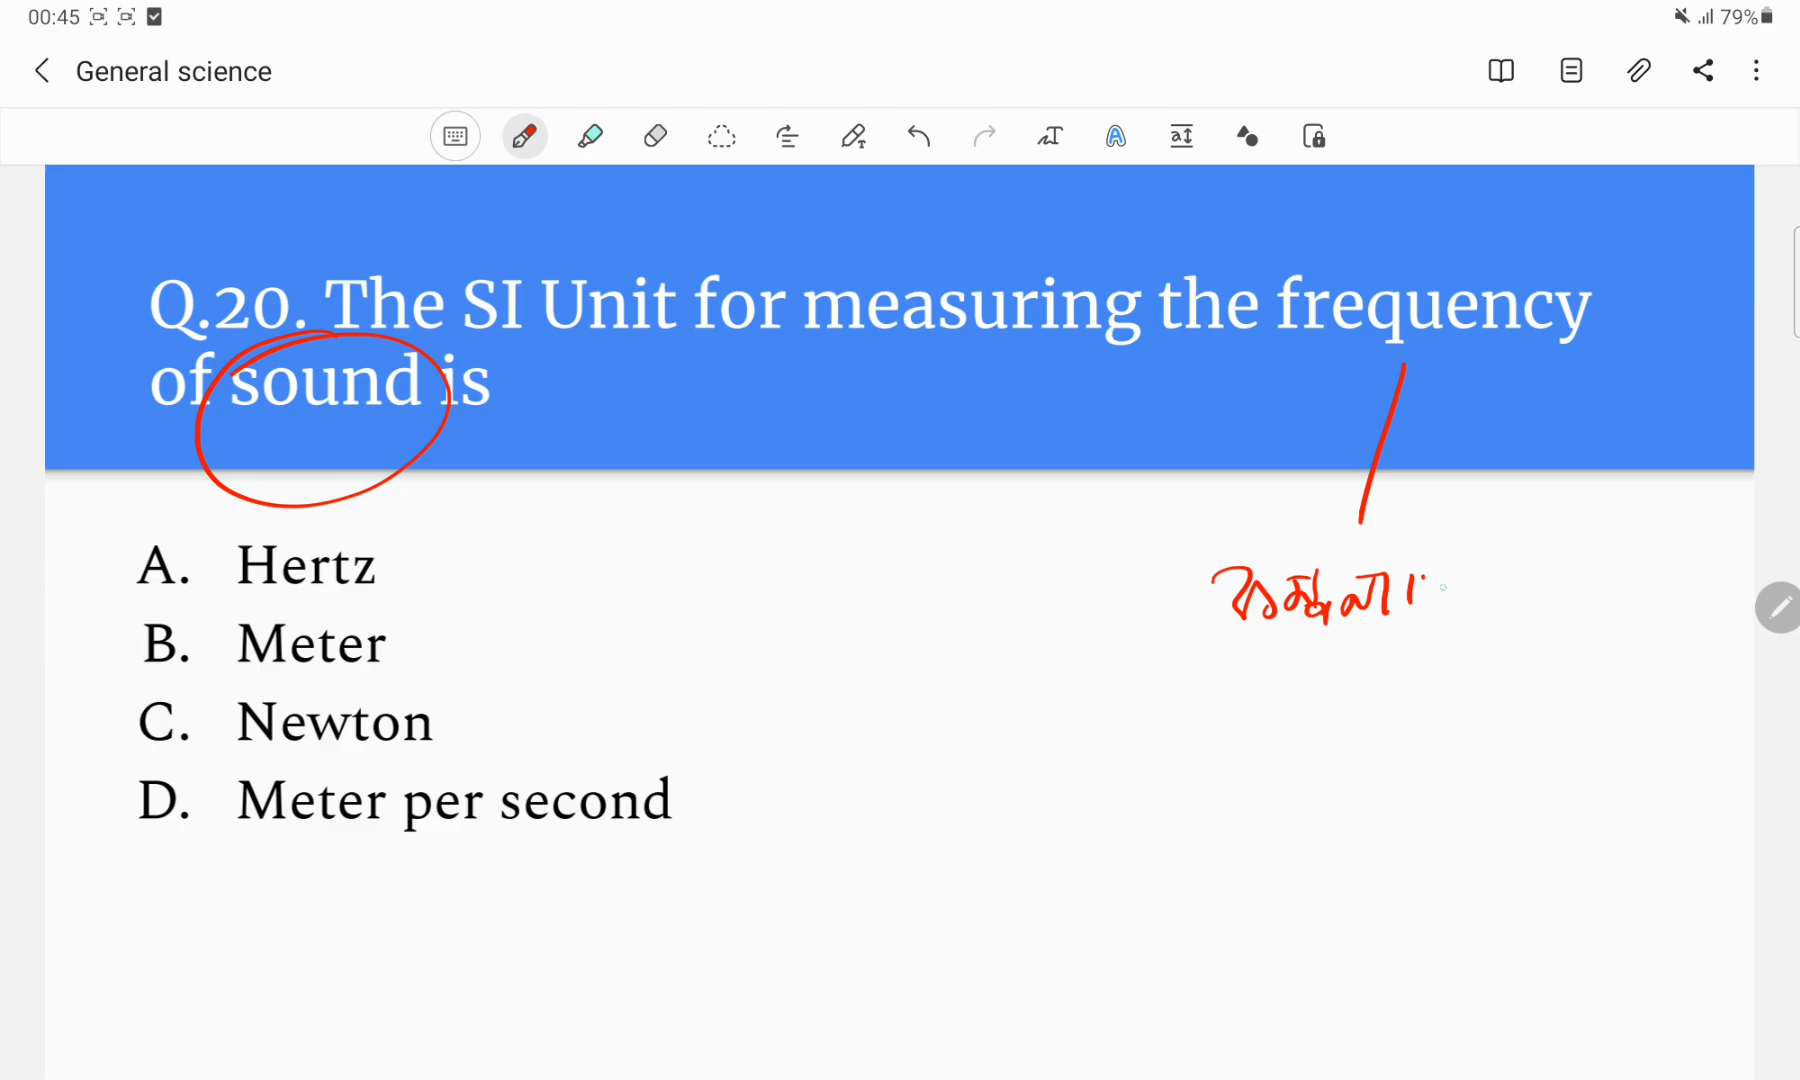 00:45
79%
General science
Q.20. The SI Unit for measuring the frequency
of sound is
A. Hertz
B. Meter
C. Newton
D. Meter per second